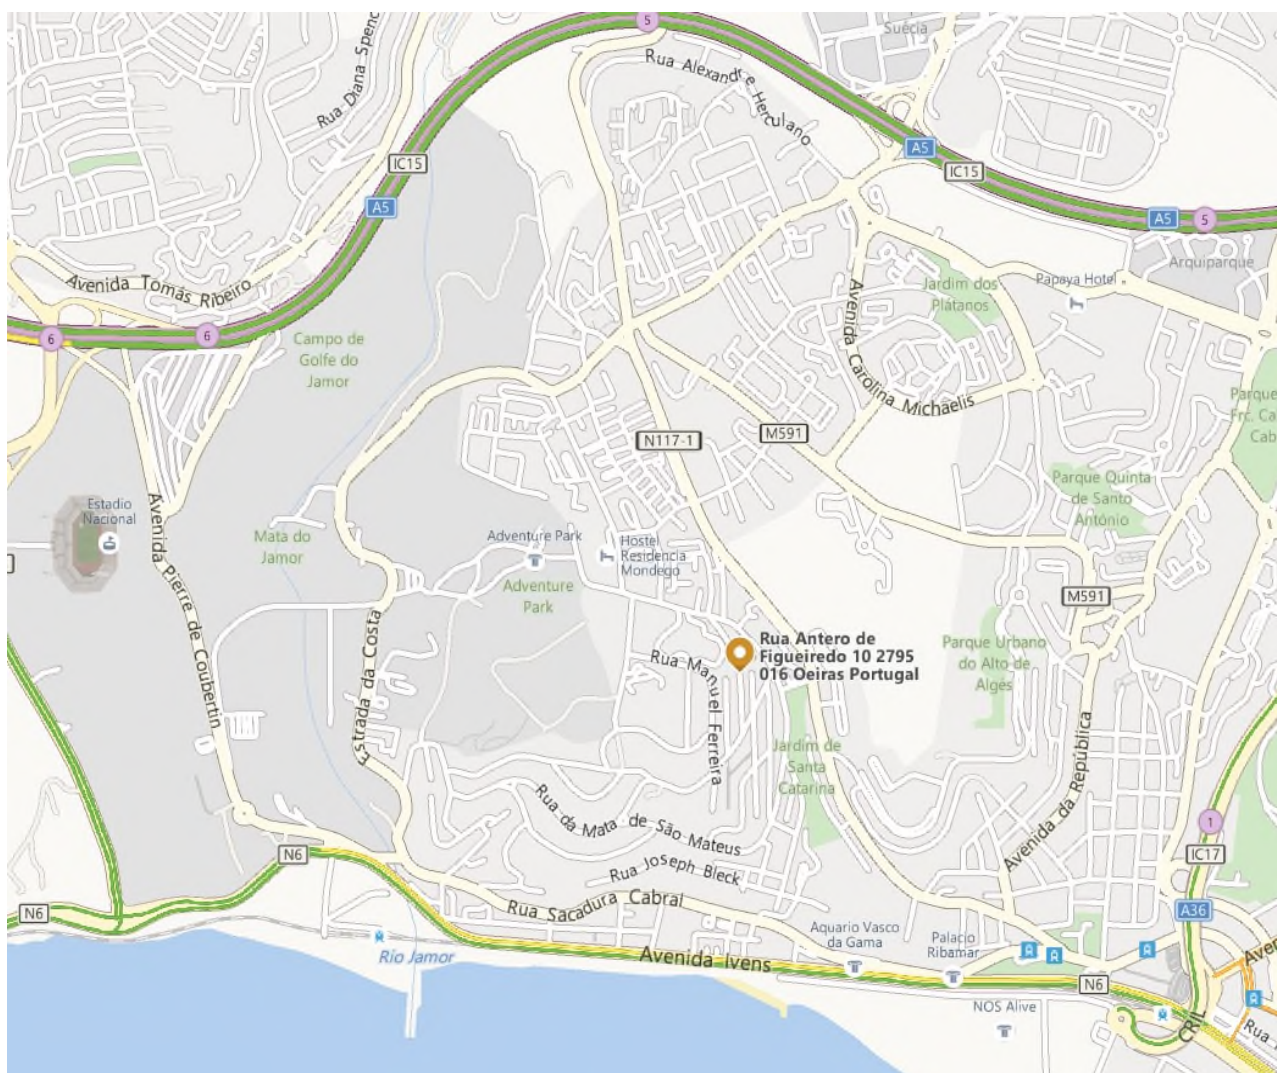 5
Suécia
Rua Alexandre Herculano
Rua Diana Spenc
IC15
A5
A5
IC15
A5
5
Arquiparque
Avenida Tomás Ribeiro
Papaya Hotel
Jardim dos
Plátanos
Avenida Carolina Michaelis
6
6
Campo de
Golfe do
Jamor
Parque
Frc. Ca
Cab
N117-1
M591
Parque Quinta
de Santo
António
Estadio
Nacional
Avenida Pierre de Coubertin
Mata do
Jamor
Adventure Park
Adventure
Park
Hostel
Residencia
Mondego
M591
Estrada da Costa
Rua Antero de
Figueiredo 10 2795
016 Oeiras Portugal
Rua Manuel Ferreira
Parque Urbano
do Alto de
Algés
Jardim de
Santa
Catarina
Avenida da República
Rua da Mata de São Mateus
1
N6
Rua Joseph Bleck
IC17
N6
Rua Sacadura Cabral
A36
Aquario Vasco
da Gama
Palacio
Ribamar
Rio Jamor
Avenida Ivens
Aven
N6
NOS Alive
CRIL
Rua